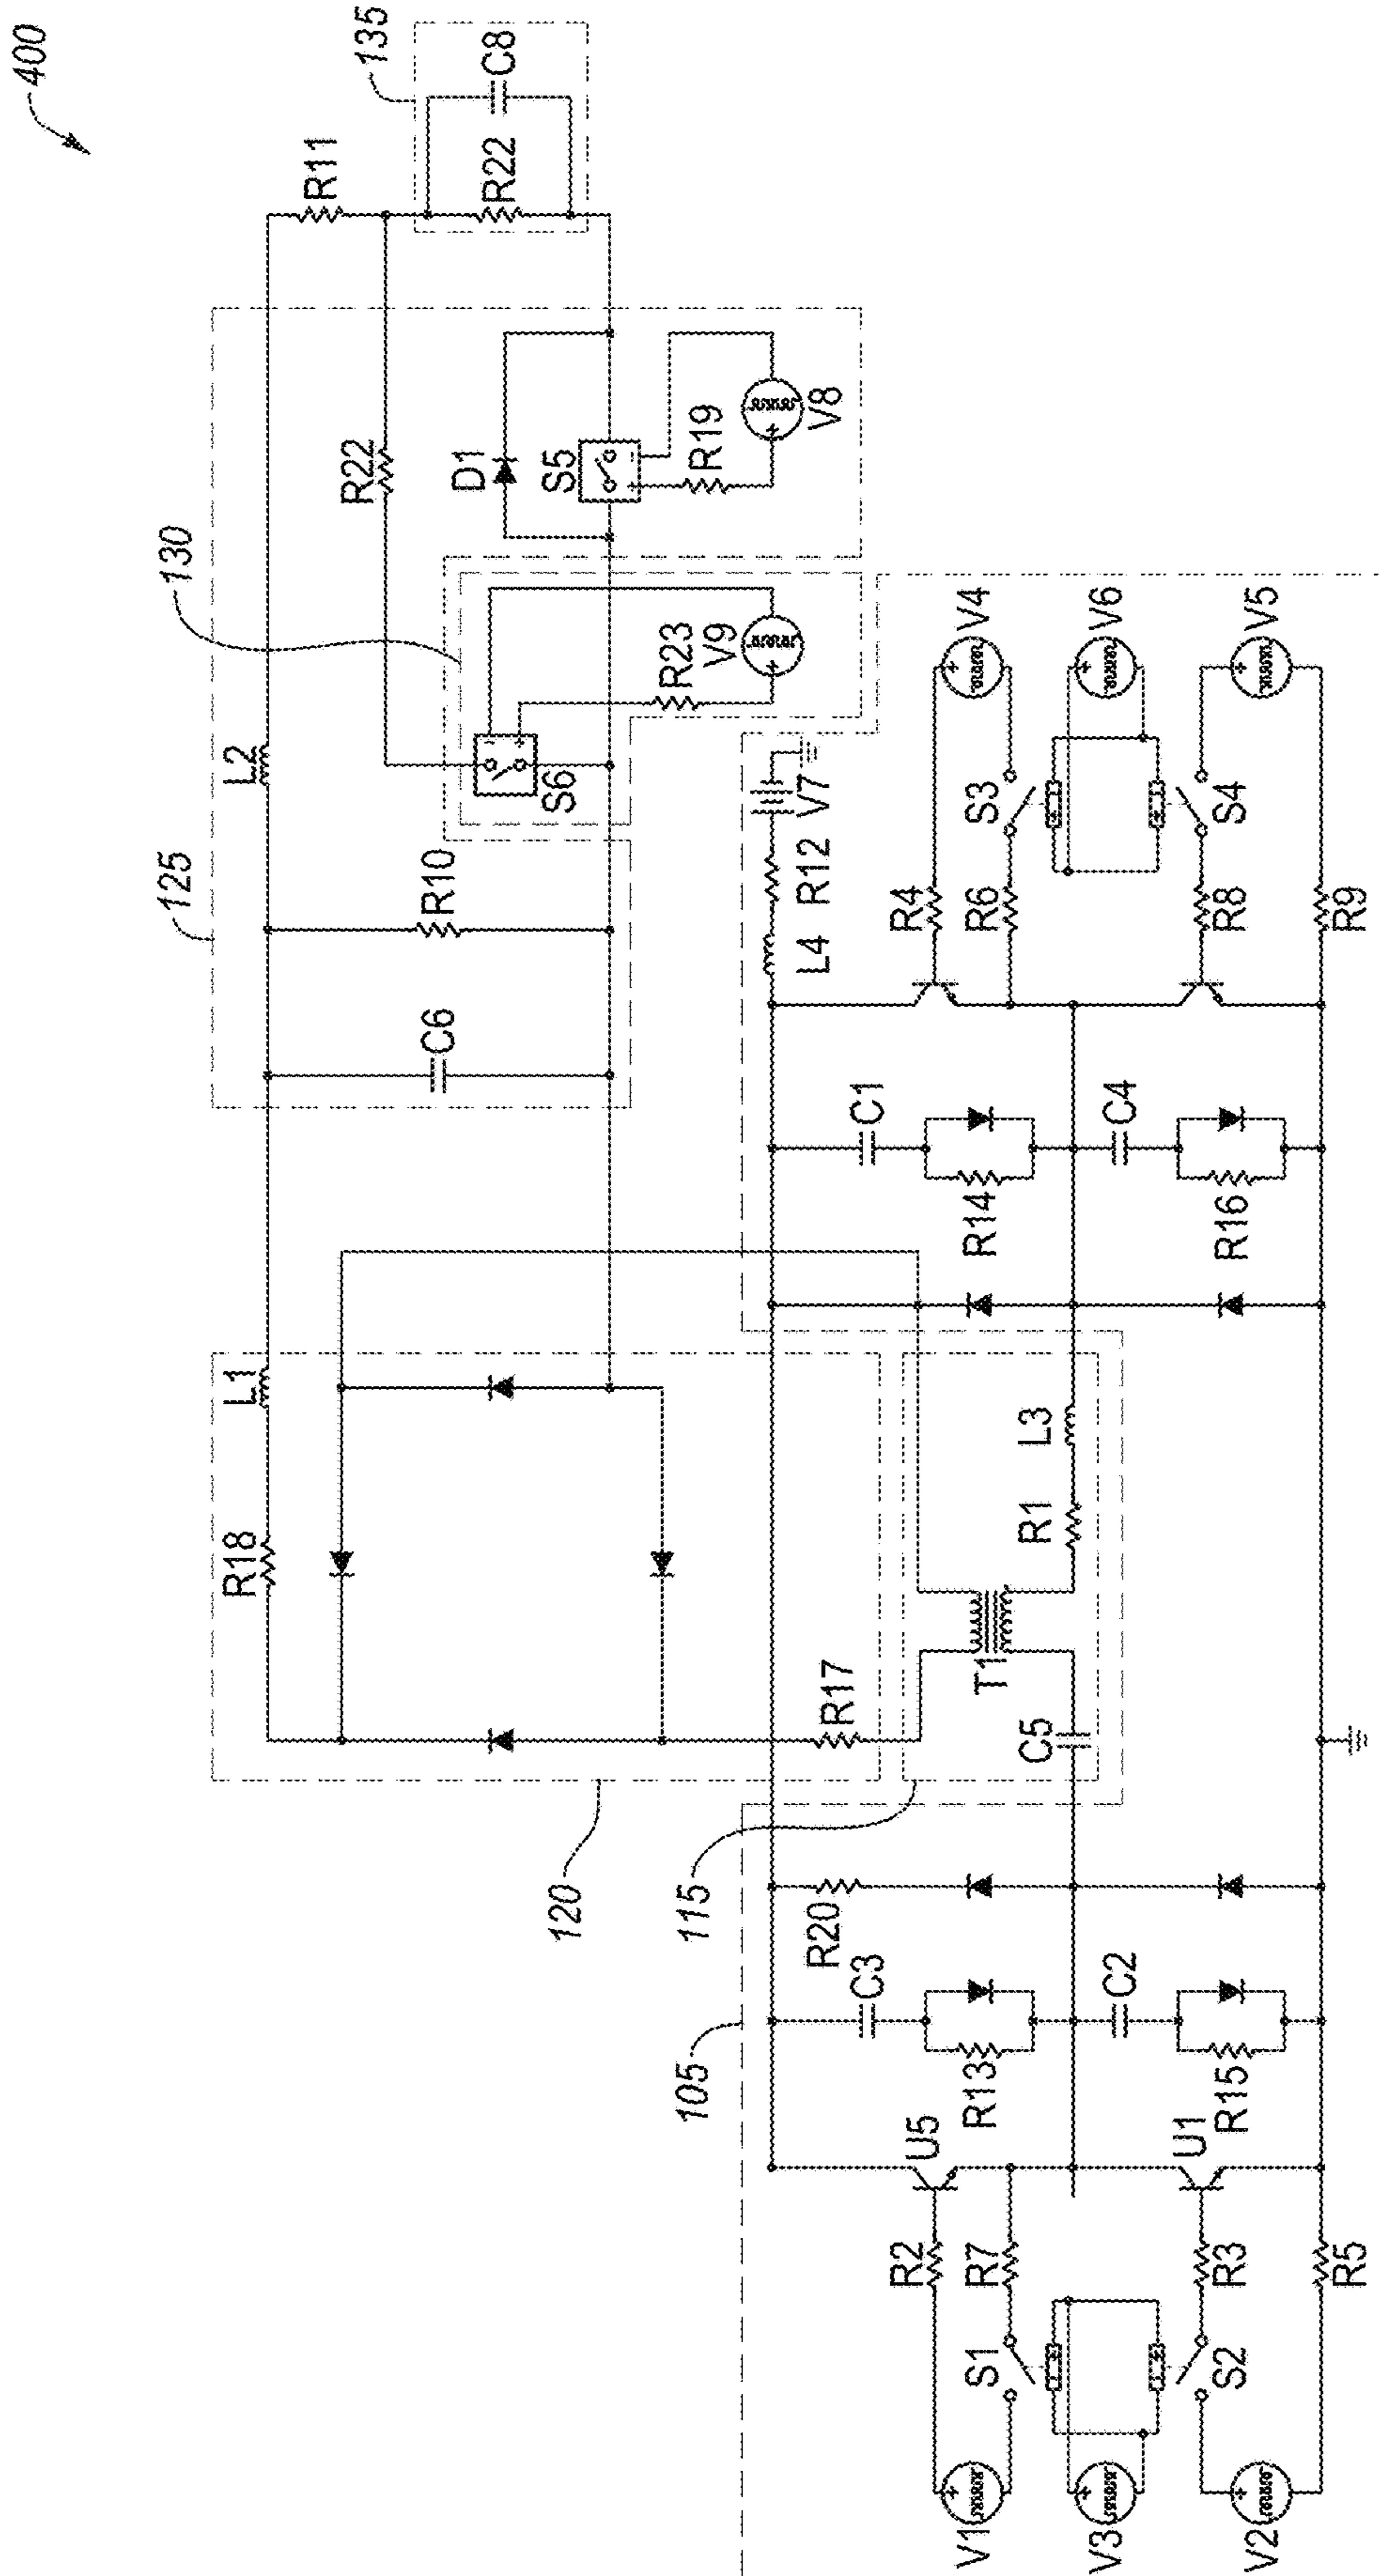 400
125
130
135
L2
R22
R11
C8
R22
D1
S5
R19
V8
S6
R23
V9
R10
C6
L1
R18
120
R17
115
T1
R1
L3
C5
105
V7
R12
L4
V4
V6
V5
S3
S4
R4
R6
R8
R9
C1
R14
C4
R16
R20
C3
R13
C2
R15
U5
U1
R2
R7
R3
R5
S1
S2
V1
V3
V2